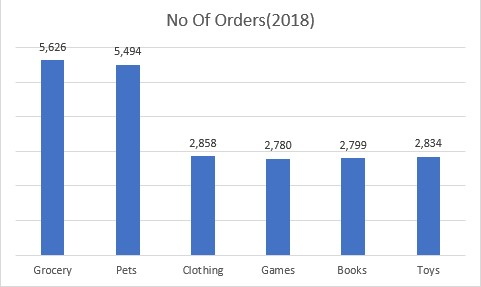 No Of Orders(2018)
5,626
5,494
2,858
2,780
2,799
2,834
Grocery
Pets
Clothing
Games
Books
Toys